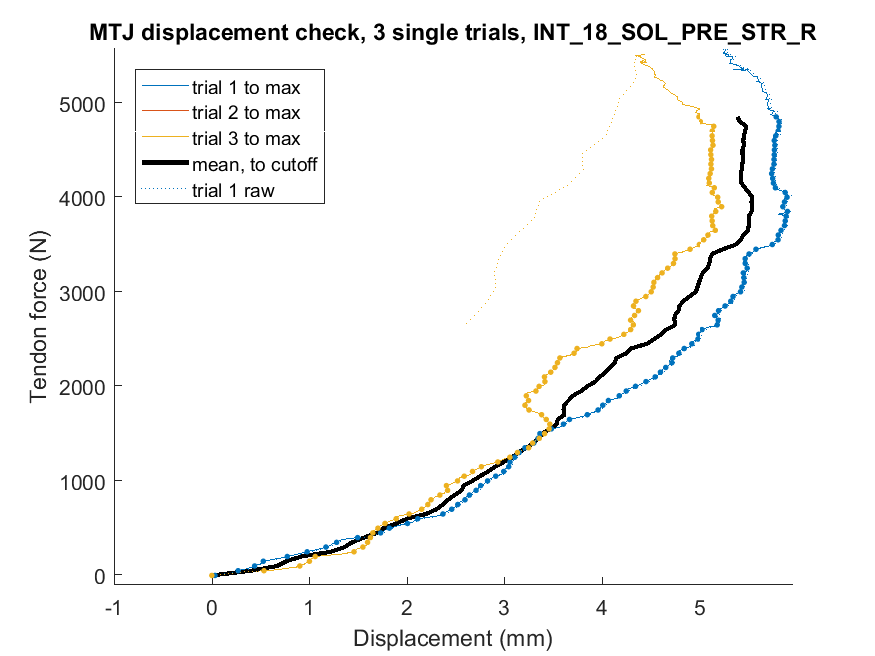 MTJ displacement check, 3 single trials, INT_18_SOL_PRE_STR_R
trial 1 to max
trial 2 to max
trial 3 to max
mean, to cutoff
trial 1 raw
5000
4000
3000
2000
1000
0
Tendon force (N)
-1 0 1 2 3 4 5
Displacement (mm)